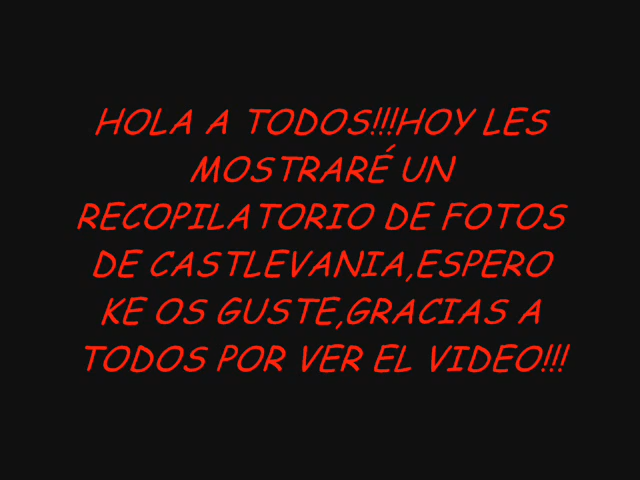 HOLA A TODOS!!!HOY LES
MOSTRARÉ UN
RECOPILATORIO DE FOTOS
DE CASTLEVANIA,ESPERO
KE OS GUSTE,GRACIAS A
TODOS POR VER EL VIDEO!!!